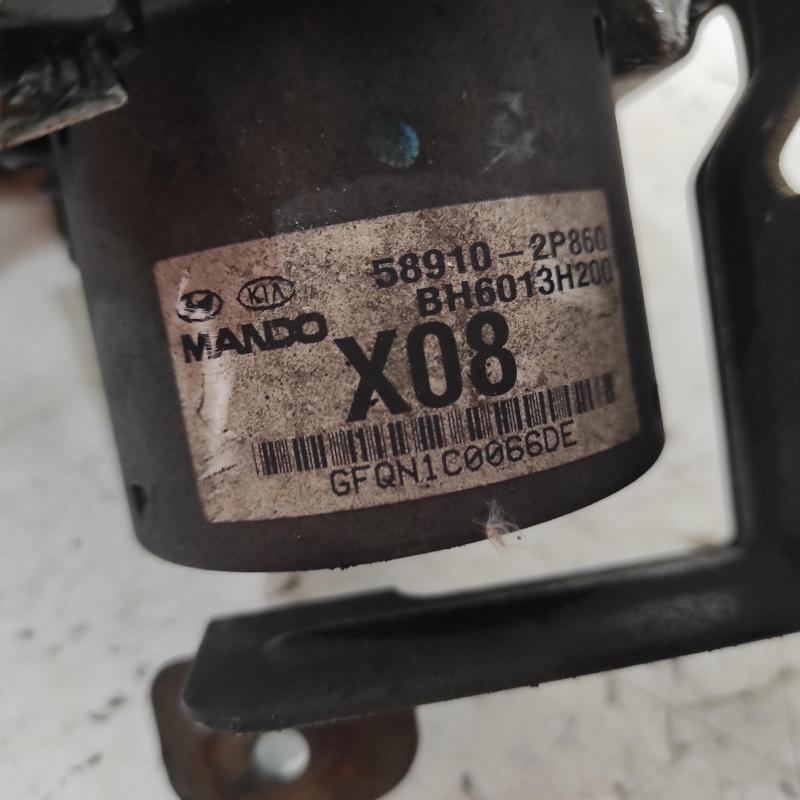 58910-2P860
KIA
BH6013H200
MANDO
X08
GFQN1C0066DE